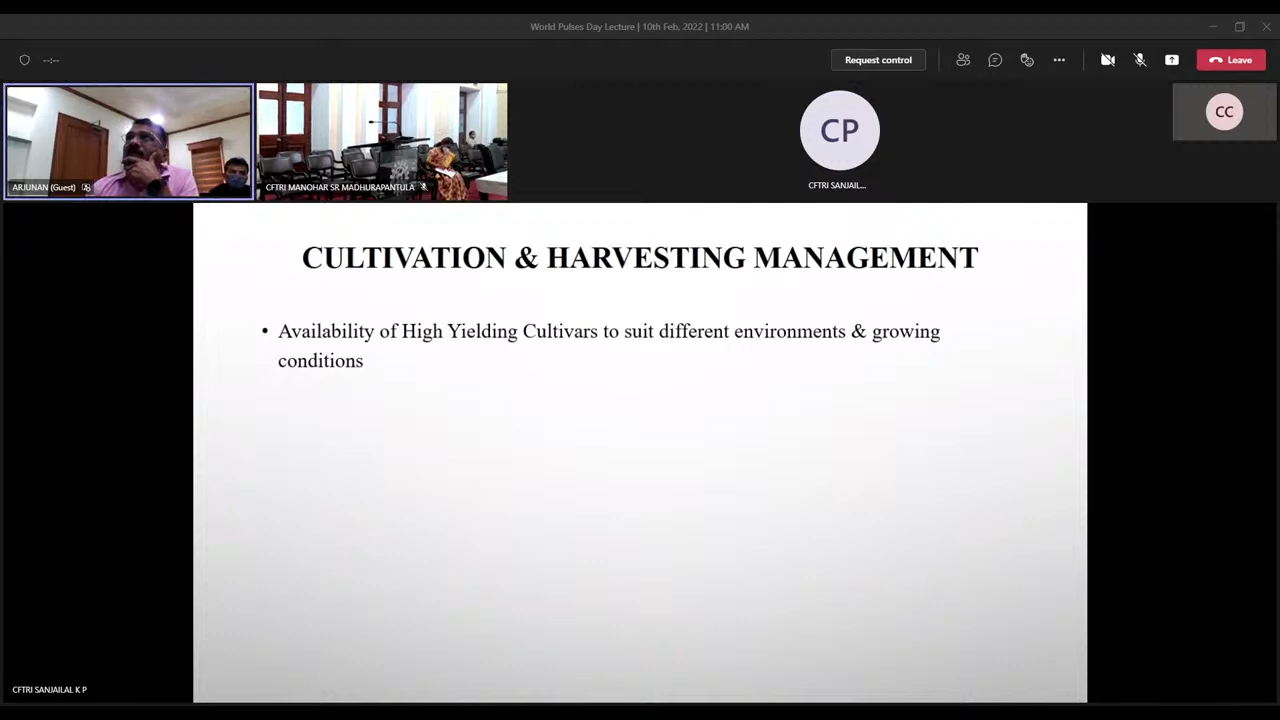 World Pulses Day Lecture | 10th Feb, 2022 | 11:00 AM
--:--
Request control
Leave
ARJUNAN (Guest)
CFTRI MANOHAR SR MADHURAPANTULA
CP
CFTRI SANJAIL...
CC
CULTIVATION & HARVESTING MANAGEMENT
• Availability of High Yielding Cultivars to suit different environments & growing
conditions
CFTRI SANJAILAL K P